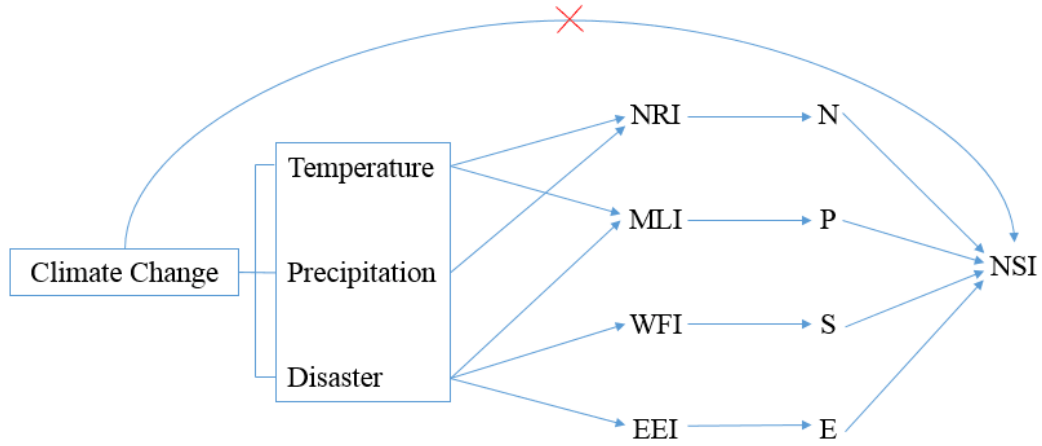 Climate Change
Temperature
Precipitation
Disaster
NRI
MLI
WFI
EEI
N
P
S
E
NSI